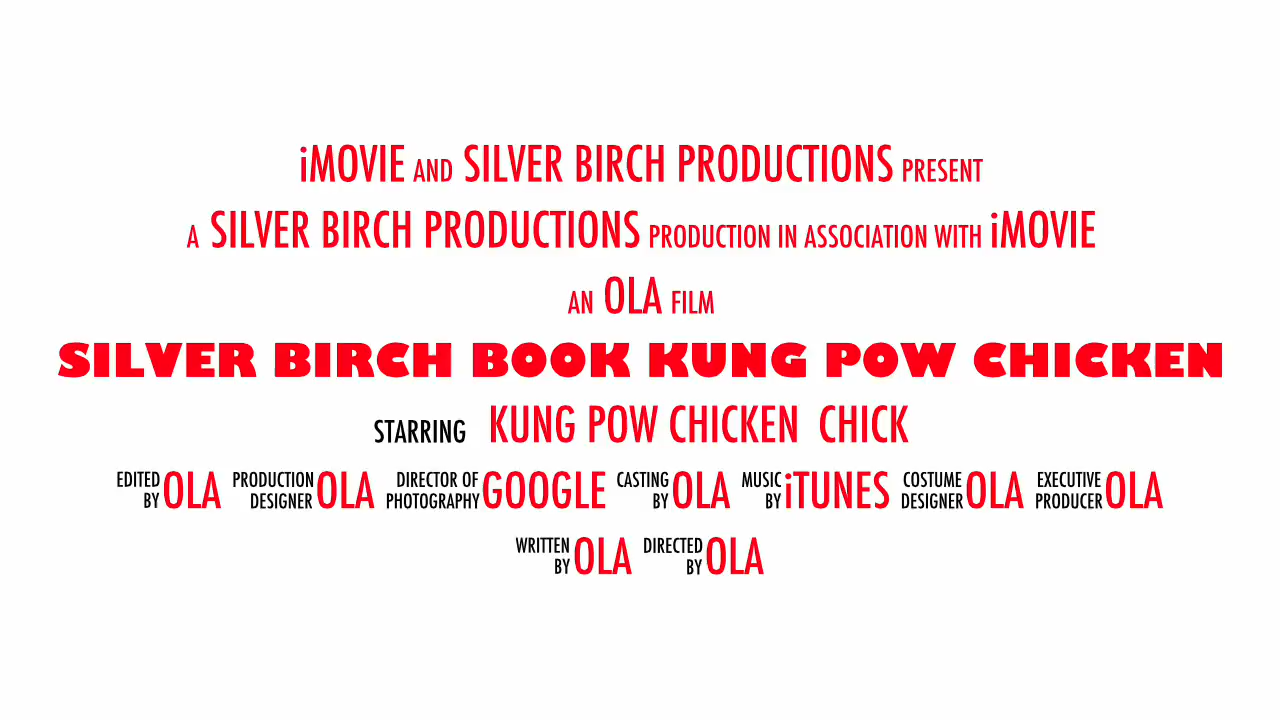 iMOVIE AND SILVER BIRCH PRODUCTIONS PRESENT
A SILVER BIRCH PRODUCTIONS PRODUCTION IN ASSOCIATION WITH iMOVIE
AN OLA FILM
SILVER BIRCH BOOK KUNG POW CHICKEN
STARRING KUNG POW CHICKEN CHICK
EDITED BY OLA PRODUCTION DESIGNER OLA DIRECTOR OF PHOTOGRAPHY GOOGLE CASTING BY OLA MUSIC BY iTUNES COSTUME DESIGNER OLA EXECUTIVE PRODUCER OLA
WRITTEN BY OLA DIRECTED BY OLA